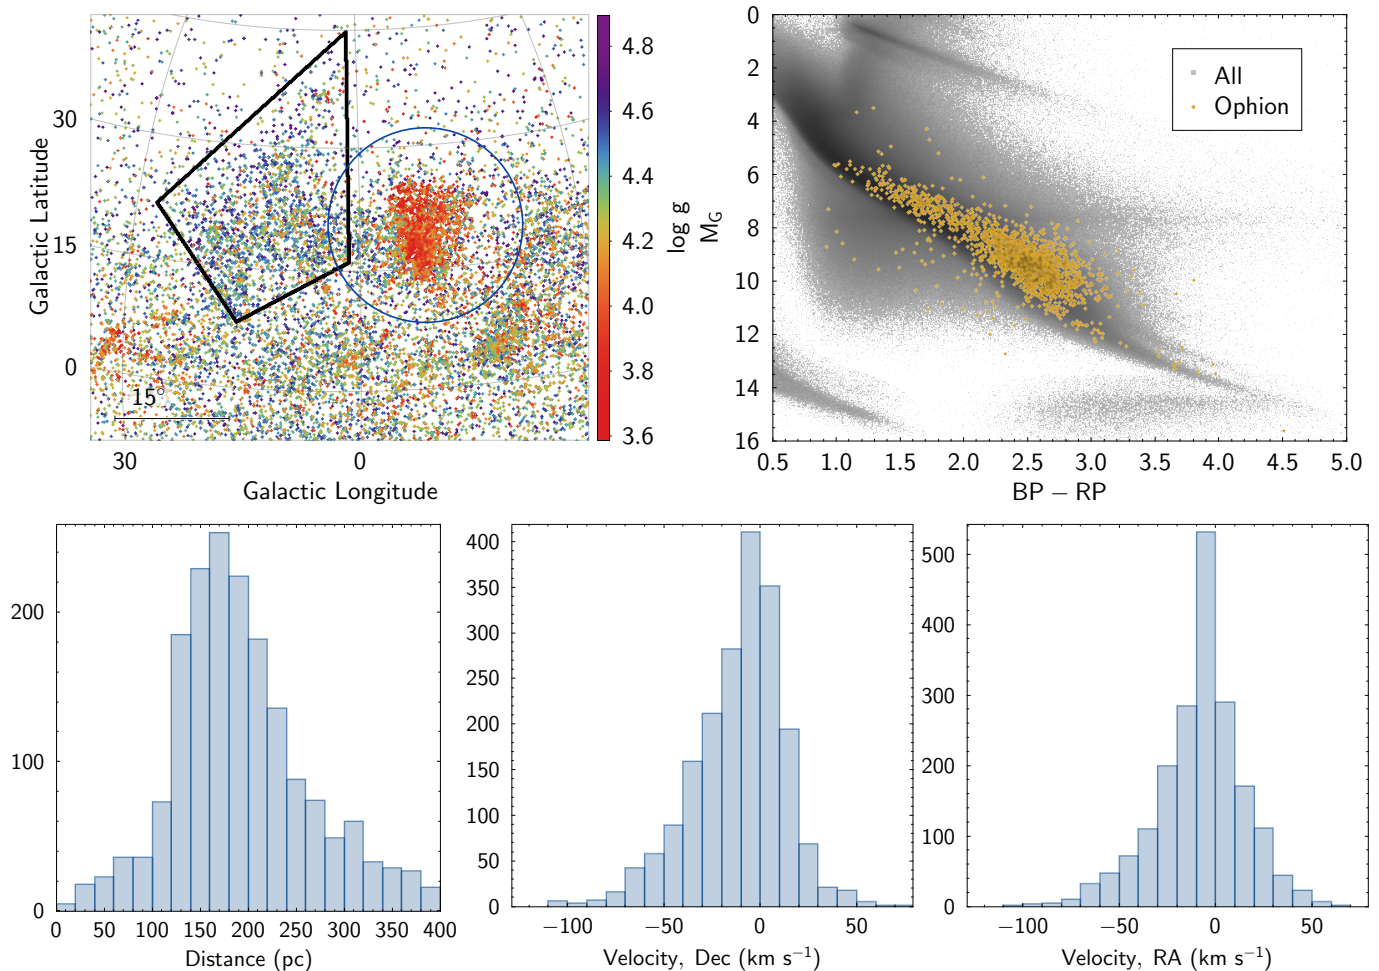 30
15
0
Galactic Latitude
15°
30
0
Galactic Longitude
4.8
4.6
4.4
4.2
4.0
3.8
3.6
log g
0
2
4
6
8
10
12
14
16
M_G
All
Ophion
0.5 1.0 1.5 2.0 2.5 3.0 3.5 4.0 4.5 5.0
BP − RP
200
100
0
0 50 100 150 200 250 300 350 400
Distance (pc)
400
350
300
250
200
150
100
50
0
−100 −50 0 50
Velocity, Dec (km s⁻¹)
500
400
300
200
100
0
−100 −50 0 50
Velocity, RA (km s⁻¹)